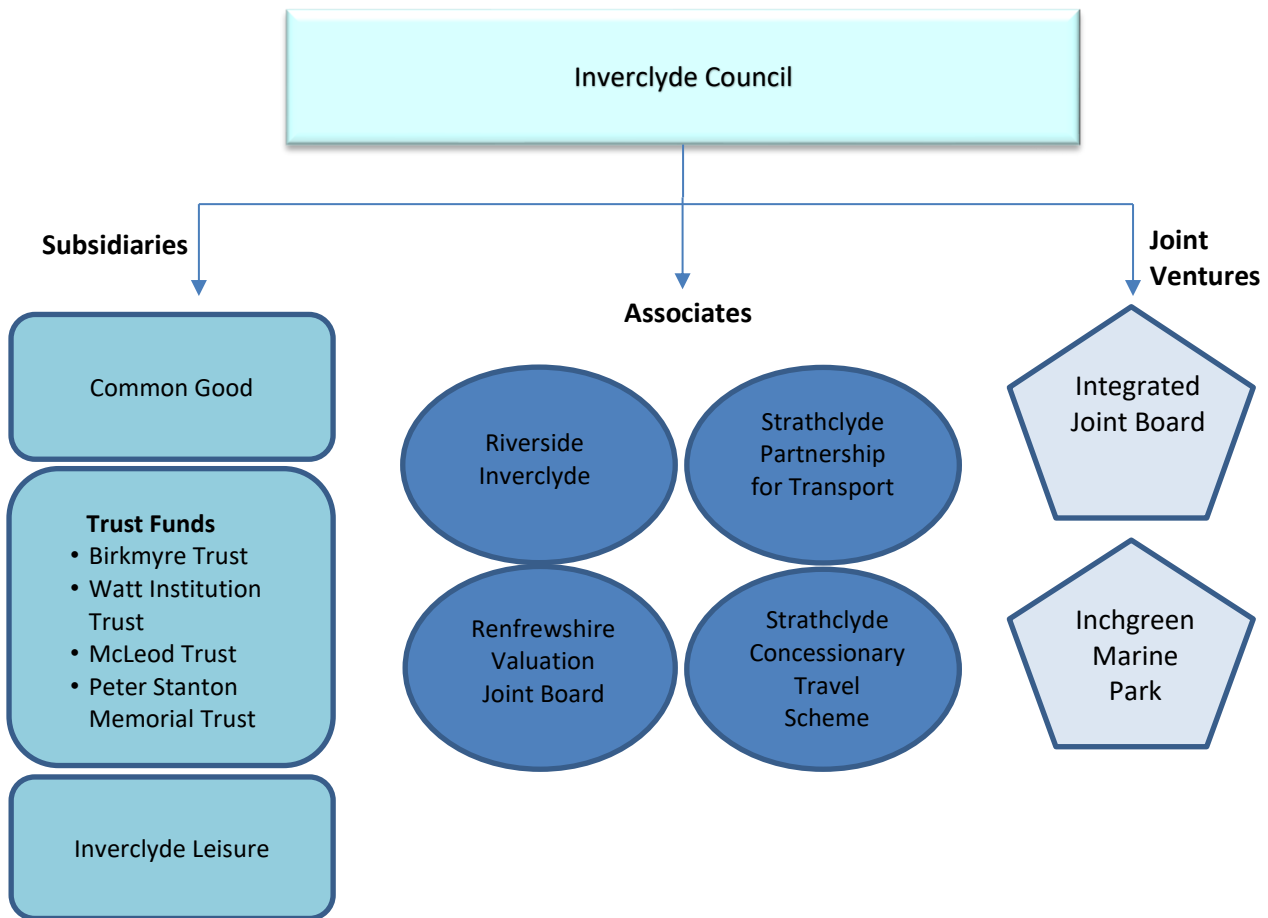 Inverclyde Council
Subsidiaries
Associates
Joint
Ventures
Common Good
Trust Funds
• Birkmyre Trust
• Watt Institution
Trust
• McLeod Trust
• Peter Stanton
Memorial Trust
Inverclyde Leisure
Riverside
Inverclyde
Strathclyde
Partnership
for Transport
Renfrewshire
Valuation
Joint Board
Strathclyde
Concessionary
Travel
Scheme
Integrated
Joint Board
Inchgreen
Marine
Park